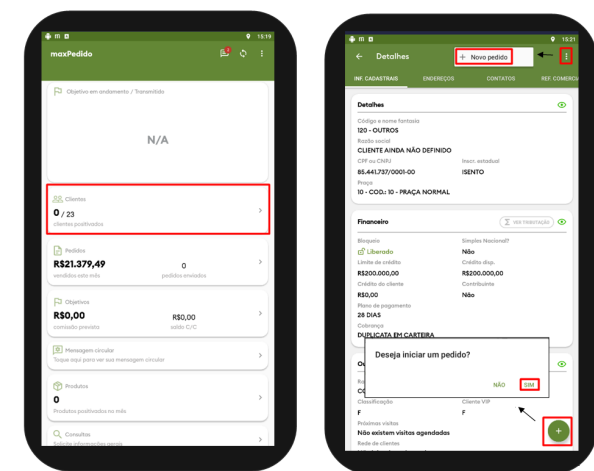 15:19
maxPedido
Objetivo em andamento / Transmitido
N/A
Clientes
0 / 23
clientes positivados
Pedidos
R$21.379,49
0
vendidos este mês
pedidos enviados
Objetivos
R$0,00
R$0,00
comissão prevista
saldo C/C
Mensagem circular
Toque aqui para ver sua mensagem circular
Produtos
0
Produtos positivados no mês
Consultas
Solicite informações gerais
15:21
Detalhes
+ Novo pedido
INF. CADASTRAIS
ENDEREÇOS
CONTATOS
REF. COMERCIA
Detalhes
Código e nome fantasia
120 - OUTROS
Razão social
CLIENTE AINDA NÃO DEFINIDO
CPF ou CNPJ
Inscr. estadual
85.441.737/0001-00
ISENTO
Praça
10 - COD.: 10 - PRAÇA NORMAL
Financeiro
Σ VER TRIBUTAÇÃO
Bloqueio
Simples Nacional?
Liberado
Não
Limite de crédito
Crédito disp.
R$200.000,00
R$200.000,00
Crédito do cliente
Contribuinte
R$0,00
Não
Plano de pagamento
28 DIAS
Cobrança
DUPLICATA EM CARTEIRA
Deseja iniciar um pedido?
NÃO
SIM
Classificação
Cliente VIP
F
F
Próximas visitas
Não existem visitas agendadas
Rede de clientes